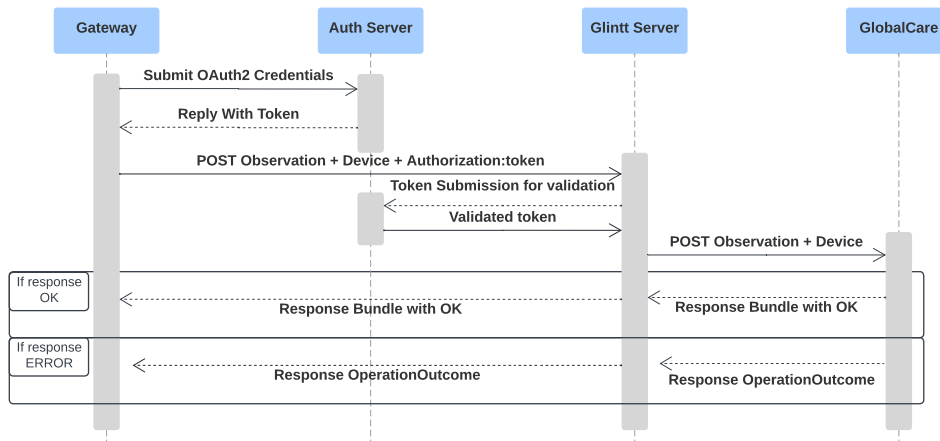 Gateway
Auth Server
Glintt Server
GlobalCare
Submit OAuth2 Credentials
Reply With Token
POST Observation + Device + Authorization:token
Token Submission for validation
Validated token
POST Observation + Device
If response
OK
Response Bundle with OK
Response Bundle with OK
If response
ERROR
Response OperationOutcome
Response OperationOutcome